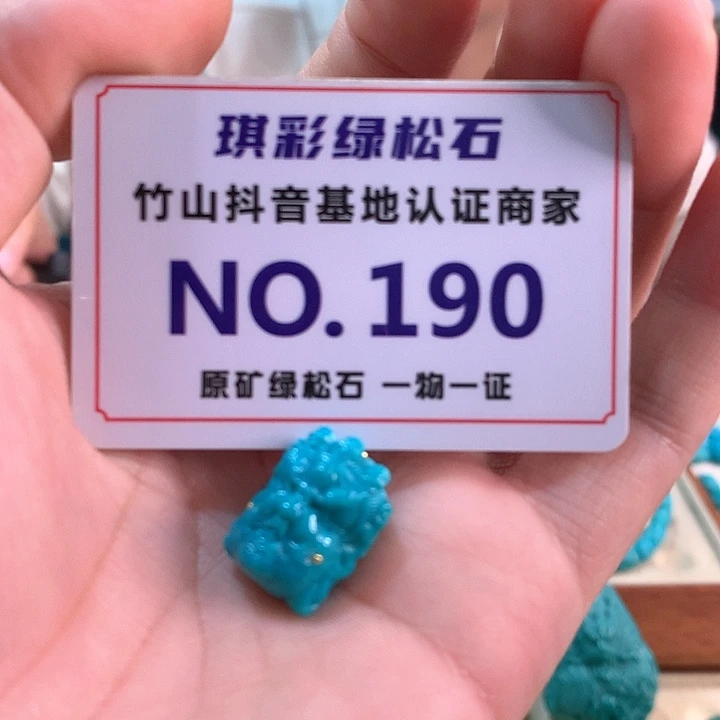 琪彩绿松石
竹山抖音基地认证商家
NO.190
原矿绿松石 一物一证